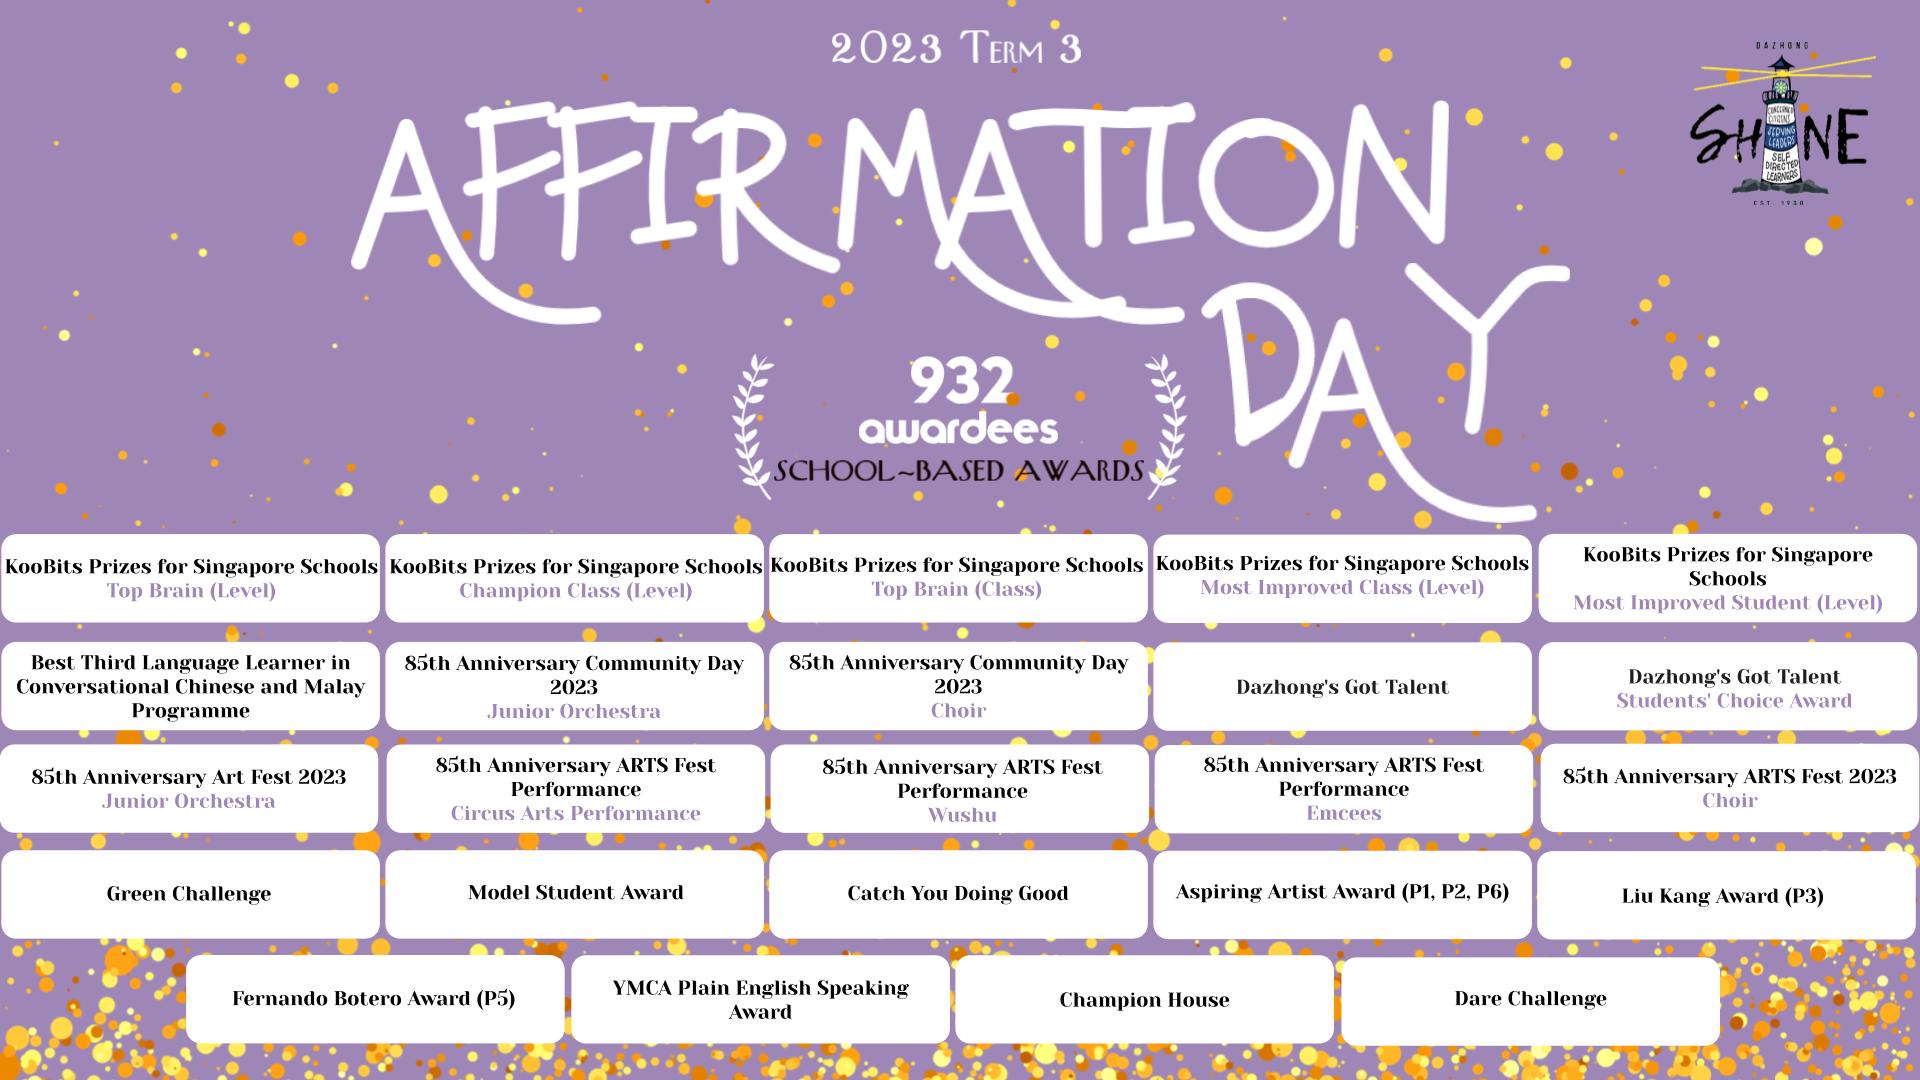 2023 Term 3
DAZHONG
AFFIRMATION
SHINE
CONCERNED
CITIZENS
SERVING
LEADERS
SELF
DIRECTED
LEARNERS
EST. 1938
DAY
932
awardees
SCHOOL~BASED AWARDS
KooBits Prizes for Singapore Schools
Top Brain (Level)
KooBits Prizes for Singapore Schools
Champion Class (Level)
KooBits Prizes for Singapore Schools
Top Brain (Class)
KooBits Prizes for Singapore Schools
Most Improved Class (Level)
KooBits Prizes for Singapore
Schools
Most Improved Student (Level)
Best Third Language Learner in
Conversational Chinese and Malay
Programme
85th Anniversary Community Day
2023
Junior Orchestra
85th Anniversary Community Day
2023
Choir
Dazhong's Got Talent
Dazhong's Got Talent
Students' Choice Award
85th Anniversary Art Fest 2023
Junior Orchestra
85th Anniversary ARTS Fest
Performance
Circus Arts Performance
85th Anniversary ARTS Fest
Performance
Wushu
85th Anniversary ARTS Fest
Performance
Emcees
85th Anniversary ARTS Fest 2023
Choir
Green Challenge
Model Student Award
Catch You Doing Good
Aspiring Artist Award (P1, P2, P6)
Liu Kang Award (P3)
Fernando Botero Award (P5)
YMCA Plain English Speaking
Award
Champion House
Dare Challenge